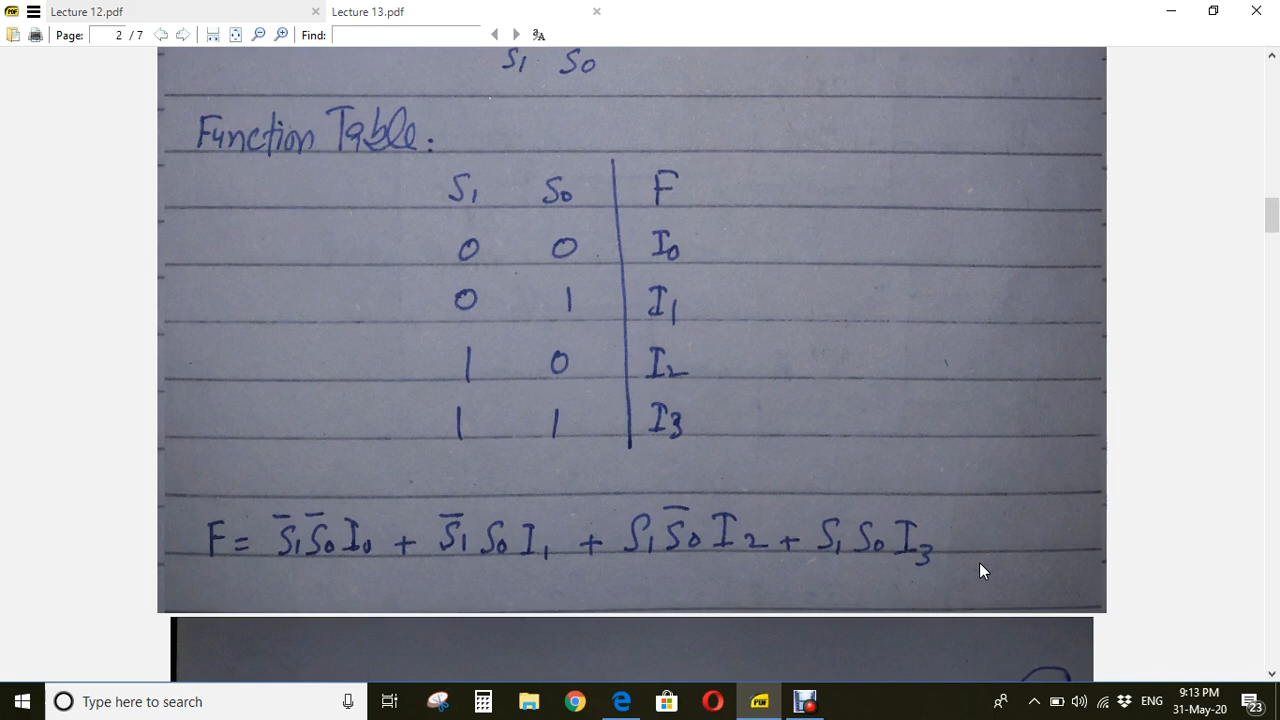 Lecture 12.pdf
Lecture 13.pdf
Page: 2 / 7 Find:
S₁ S₀
Function Table:
S₁ S₀ F
0 0 I₀
0 1 I₁
1 0 I₂
1 1 I₃
F = S̅₁S̅₀I₀ + S̅₁S₀I₁ + S₁S̅₀I₂ + S₁S₀I₃
Type here to search
ENG
9:13 PM
31-May-20
23